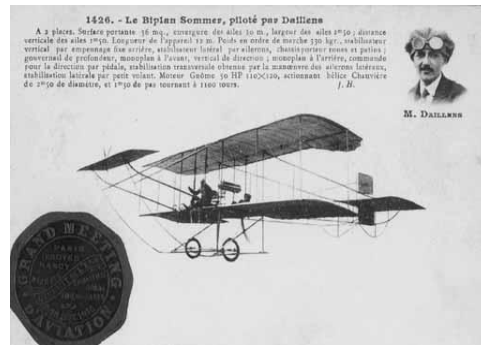 1426. - Le Biplan Sommer, piloté par Daillens
A 2 places. Surface portante 56 mq., envergure des ailes 10 m., largeur des ailes 1m50; distance
verticale des ailes 1m50. Longueur de l'appareil 12 m. Poids en ordre de marche 350 kgr., stabilisateur
vertical par empennage fixe arrière, stabilisateur latéral par ailerons, chassis porteur zones et patins;
gouvernail de profondeur, monoplan à l'avant, vertical de direction; monoplan à l'arrière, commande
pour la direction par pédale, stabilisation transversale obtenue par la manœuvre des ailerons latéraux,
stabilisation latérale par petit volant. Moteur Gnôme 50 HP 110×120, actionnant hélice Chauvière
de 2m50 de diamètre, et 1m50 de pas tournant à 1100 tours.
J. H.
M. DAILLENS
GRAND MEETING
PARIS
NANCY
D'AVIATION